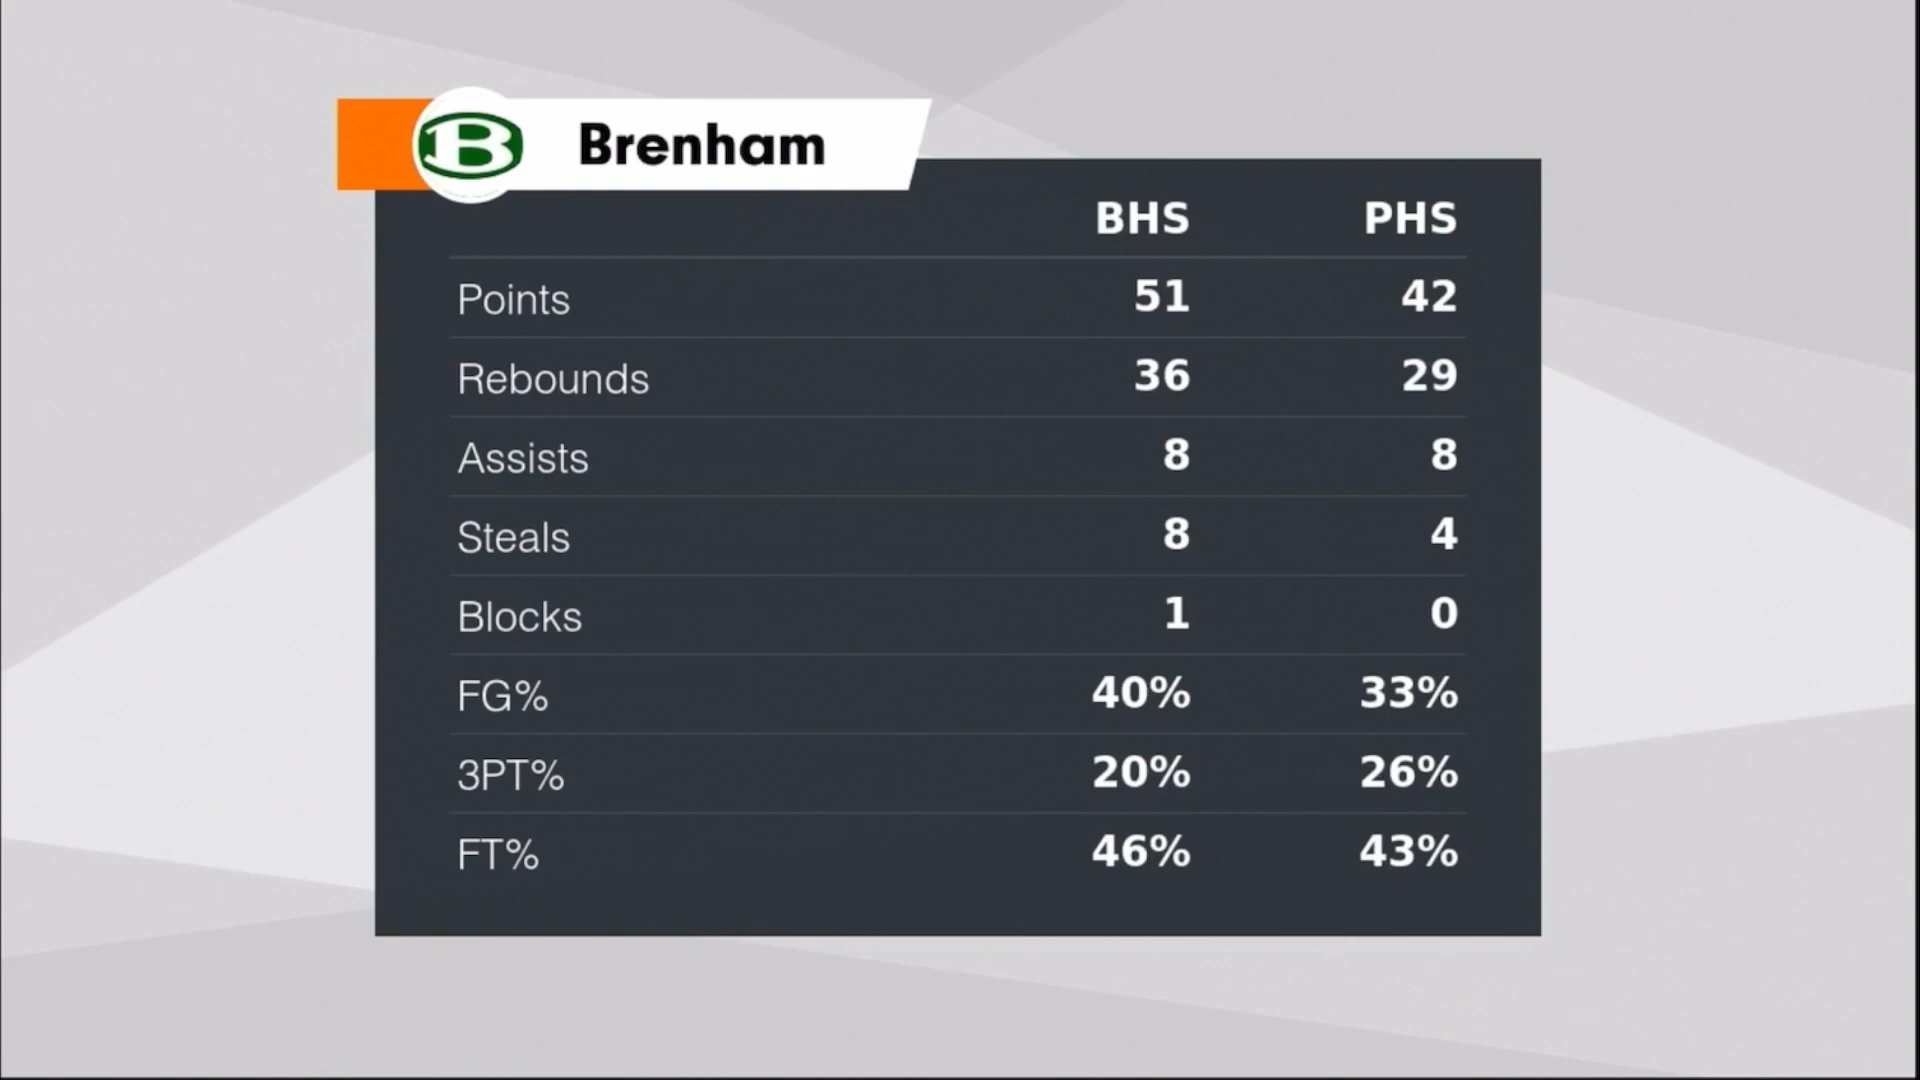 B Brenham
BHS PHS
Points 51 42
Rebounds 36 29
Assists 8 8
Steals 8 4
Blocks 1 0
FG% 40% 33%
3PT% 20% 26%
FT% 46% 43%